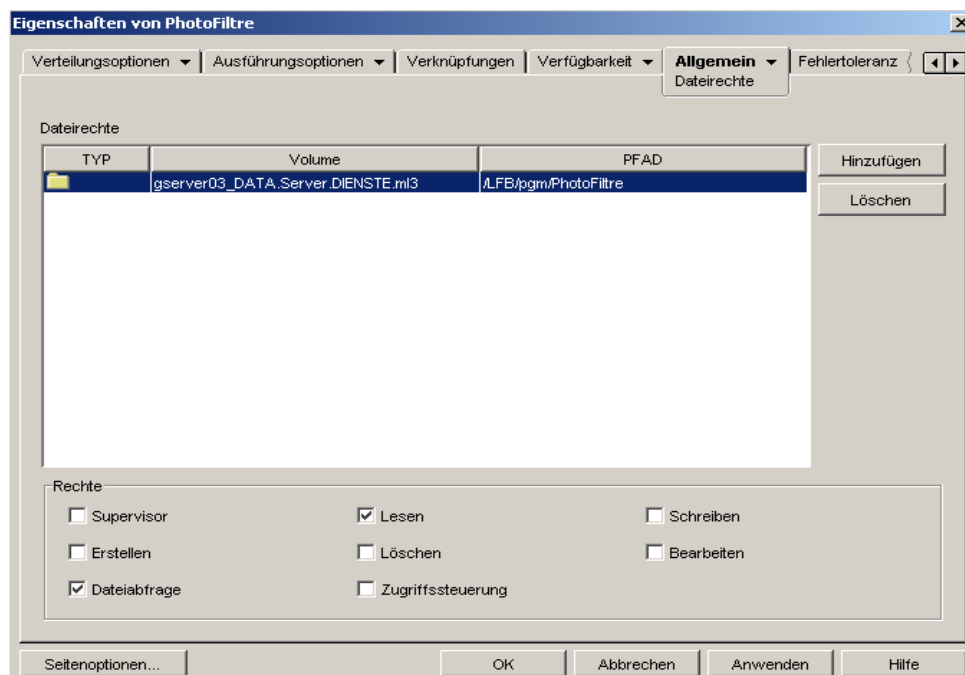 Eigenschaften von PhotoFiltre
Verteilungsoptionen Ausführungsoptionen Verknüpfungen Verfügbarkeit Allgemein Fehlertoleranz
Dateirechte
Dateirechte
TYP Volume PFAD
gserver03_DATA.Server.DIENSTE.ml3 /LFB/pgm/PhotoFiltre
Hinzufügen
Löschen
Rechte
Supervisor Lesen Schreiben
Erstellen Löschen Bearbeiten
Dateiabfrage Zugriffssteuerung
Seitenoptionen... OK Abbrechen Anwenden Hilfe